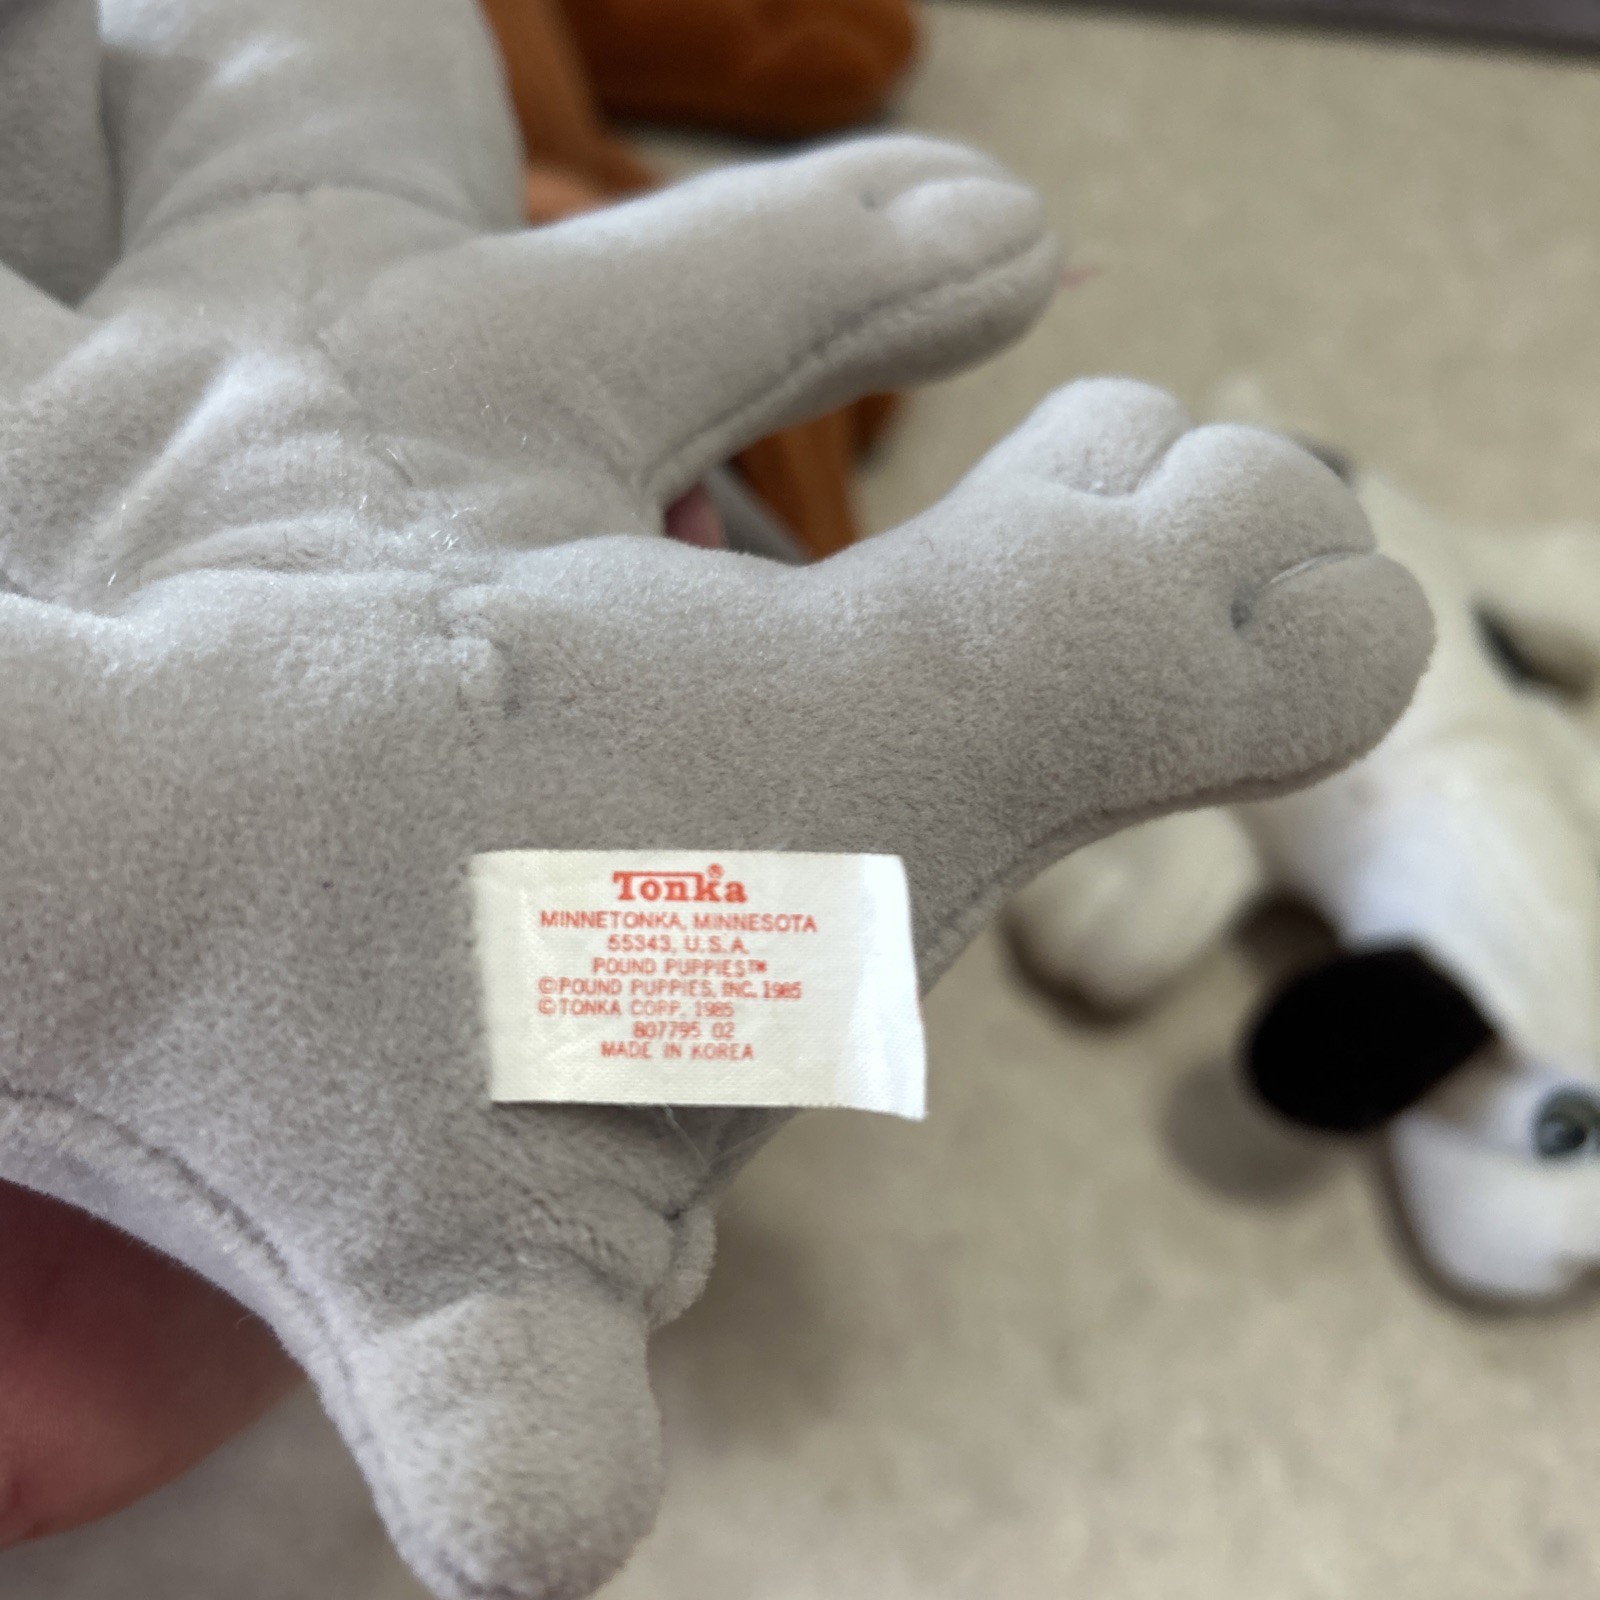 Tonka®
MINNETONKA, MINNESOTA
55343, U.S.A.
POUND PUPPIES™
©POUND PUPPIES, INC. 1985
©TONKA CORP. 1985
807795 02
MADE IN KOREA